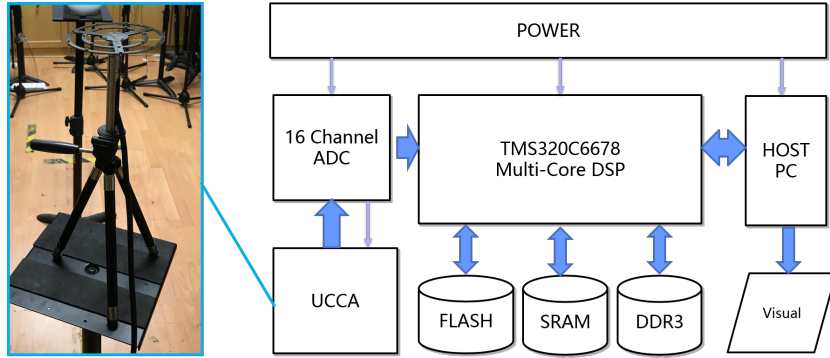 POWER
16 Channel
ADC
TMS320C6678
Multi-Core DSP
HOST
PC
UCCA
FLASH
SRAM
DDR3
Visual